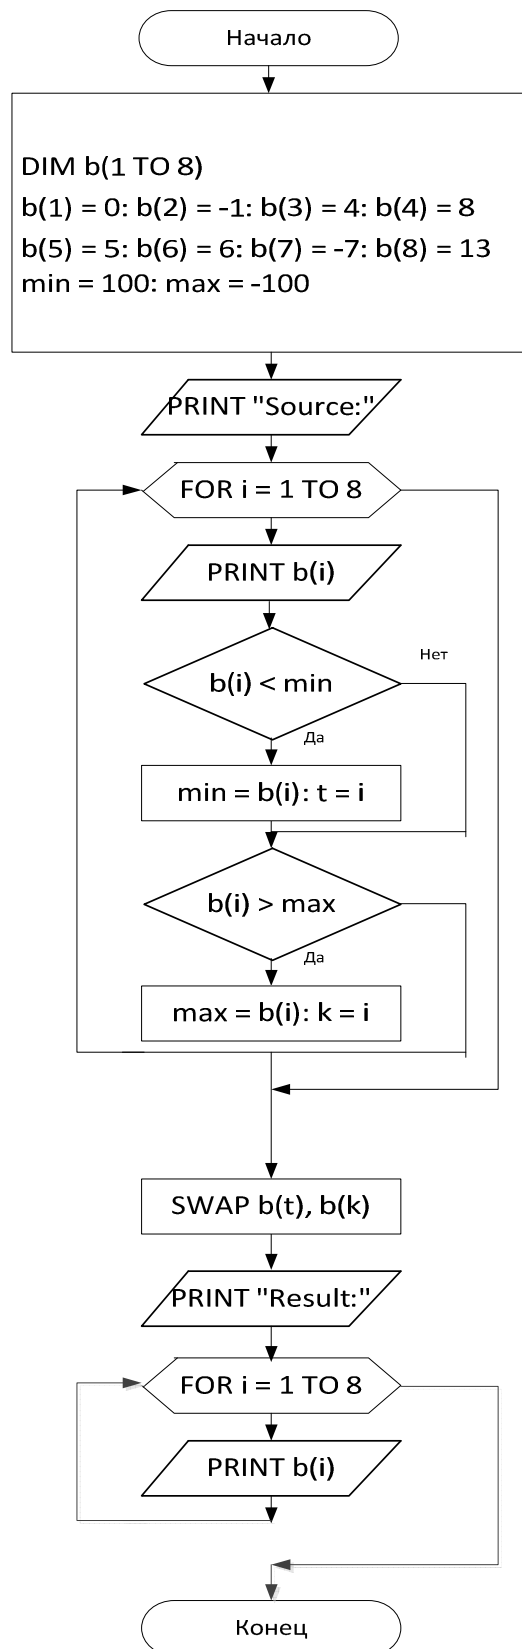 Начало
DIM b(1 TO 8)
b(1) = 0: b(2) = -1: b(3) = 4: b(4) = 8
b(5) = 5: b(6) = 6: b(7) = -7: b(8) = 13
min = 100: max = -100
PRINT "Source:"
FOR i = 1 TO 8
PRINT b(i)
Нет
b(i) < min
Да
min = b(i): t = i
b(i) > max
Да
max = b(i): k = i
SWAP b(t), b(k)
PRINT "Result:"
FOR i = 1 TO 8
PRINT b(i)
Конец